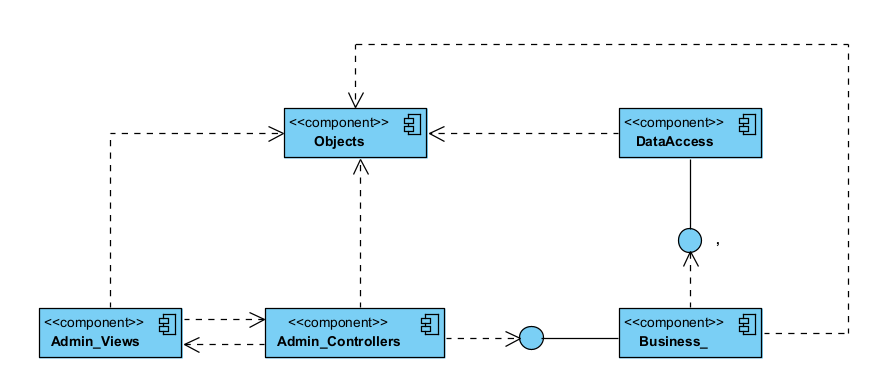 <<component>>
Objects
<<component>>
DataAccess
,
<<component>>
Admin_Views
<<component>>
Admin_Controllers
<<component>>
Business_